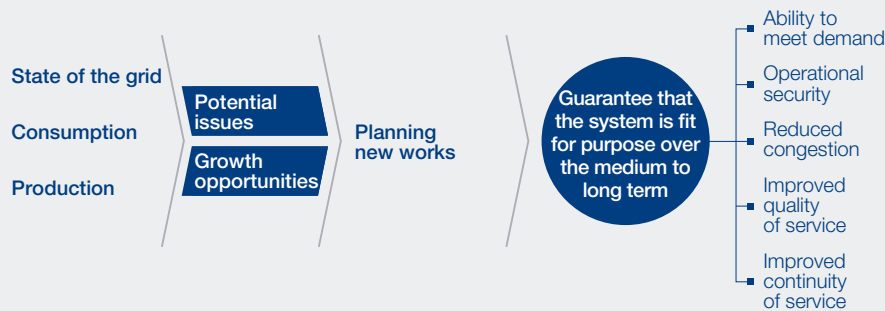 State of the grid
Consumption
Production
Potential
issues
Growth
opportunities
Planning
new works
Guarantee that
the system is fit
for purpose over
the medium to
long term
Ability to
meet demand
Operational
security
Reduced
congestion
Improved
quality
of service
Improved
continuity
of service